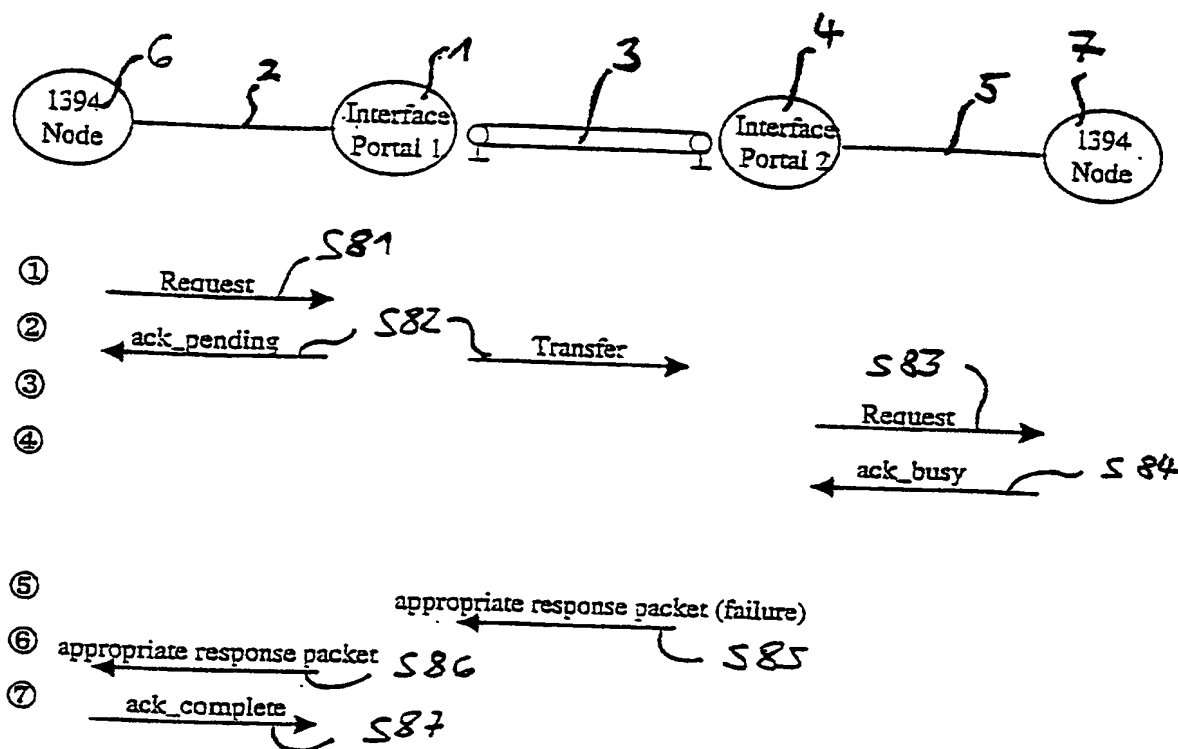 6
2
1
3
4
5
7
1394
Node
Interface
Portal 1
Interface
Portal 2
1394
Node
①
Request
S81
②
ack_pending
S82
Transfer
③
S83
Request
④
ack_busy
S84
⑤
appropriate response packet (failure)
S85
⑥
appropriate response packet
S86
⑦
ack_complete
S87